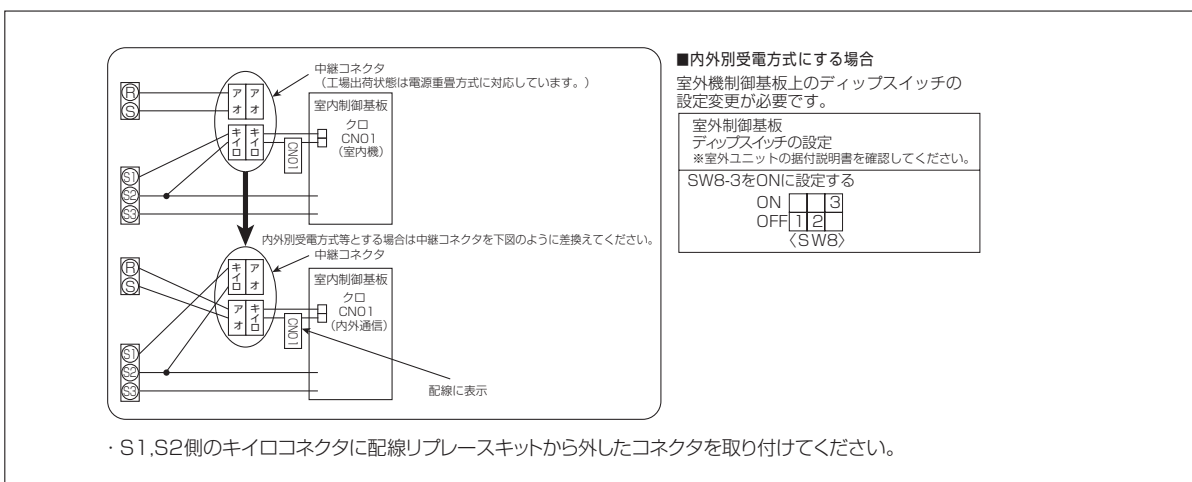 中継コネクタ
（工場出荷状態は電源重畳方式に対応しています。）
R
S
アオ
アオ
キイロ
キイロ
CN01
室内制御基板
クロ
CN01
（室内機）
S1
S2
S3
内外別受電方式等とする場合は中継コネクタを下図のように差換えてください。
中継コネクタ
R
S
キイロ
アオ
アオ
キイロ
CN01
室内制御基板
クロ
CN01
（内外通信）
S1
S2
S3
配線に表示
■内外別受電方式にする場合
室外機制御基板上のディップスイッチの
設定変更が必要です。
室外制御基板
ディップスイッチの設定
※室外ユニットの据付説明書を確認してください。
SW8-3をONに設定する
ON 3
OFF 1 2
〈SW8〉
・S1,S2側のキイロコネクタに配線リプレースキットから外したコネクタを取り付けてください。